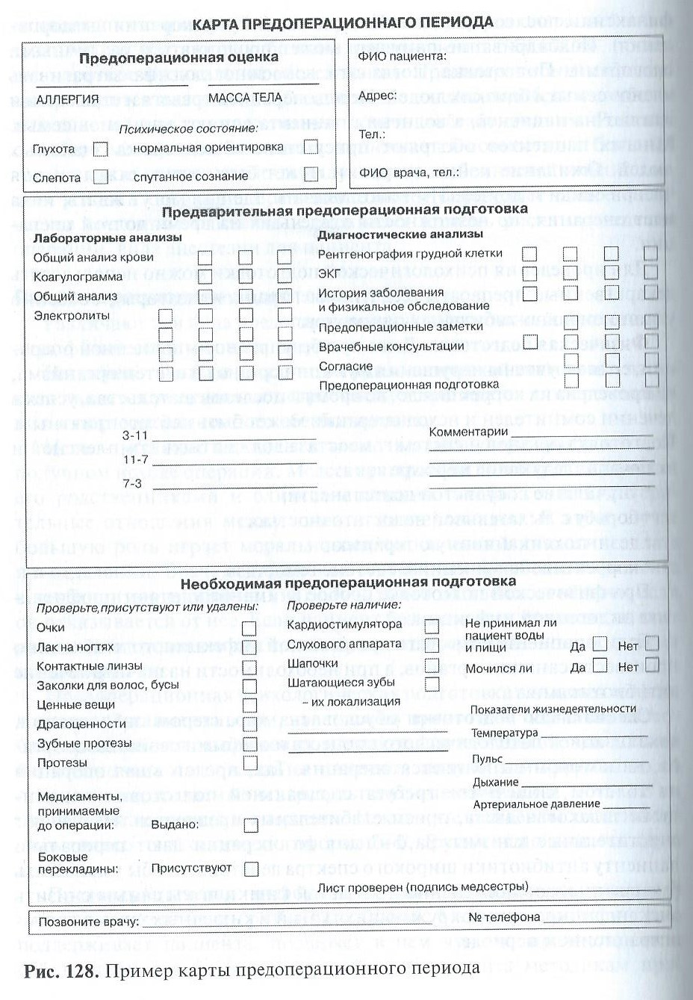 КАРТА ПРЕДОПЕРАЦИОННАГО ПЕРИОДА
Предоперационная оценка
АЛЛЕРГИЯ МАССА ТЕЛА
Психическое состояние:
Глухота нормальная ориентировка
Слепота спутанное сознание
ФИО пациента:
Адрес:
Тел.:
ФИО врача, тел.:
Предварительная предоперационная подготовка
Лабораторные анализы
Общий анализ крови
Коагулограмма
Общий анализ
Электролиты
Диагностические анализы
Рентгенография грудной клетки
ЭКГ
История заболевания
и физикальное обследование
Предоперационные заметки
Врачебные консультации
Согласие
Предоперационная подготовка
3-11
11-7
7-3
Комментарии
Необходимая предоперационная подготовка
Проверьте, присутствуют или удалены:
Очки
Лак на ногтях
Контактные линзы
Заколки для волос, бусы
Ценные вещи
Драгоценности
Зубные протезы
Протезы
Медикаменты,
принимаемые
до операции: Выдано:
Боковые
перекладины: Присутствуют
Проверьте наличие:
Кардиостимулятора
Слухового аппарата
Шапочки
Шатающиеся зубы
– их локализация
Не принимал ли
пациент воды
и пищи Да Нет
Мочился ли Да Нет
Показатели жизнедеятельности
Температура
Пульс
Дыхание
Артериальное давление
Лист проверен (подпись медсестры)
Позвоните врачу: № телефона
Рис. 128. Пример карты предоперационного периода